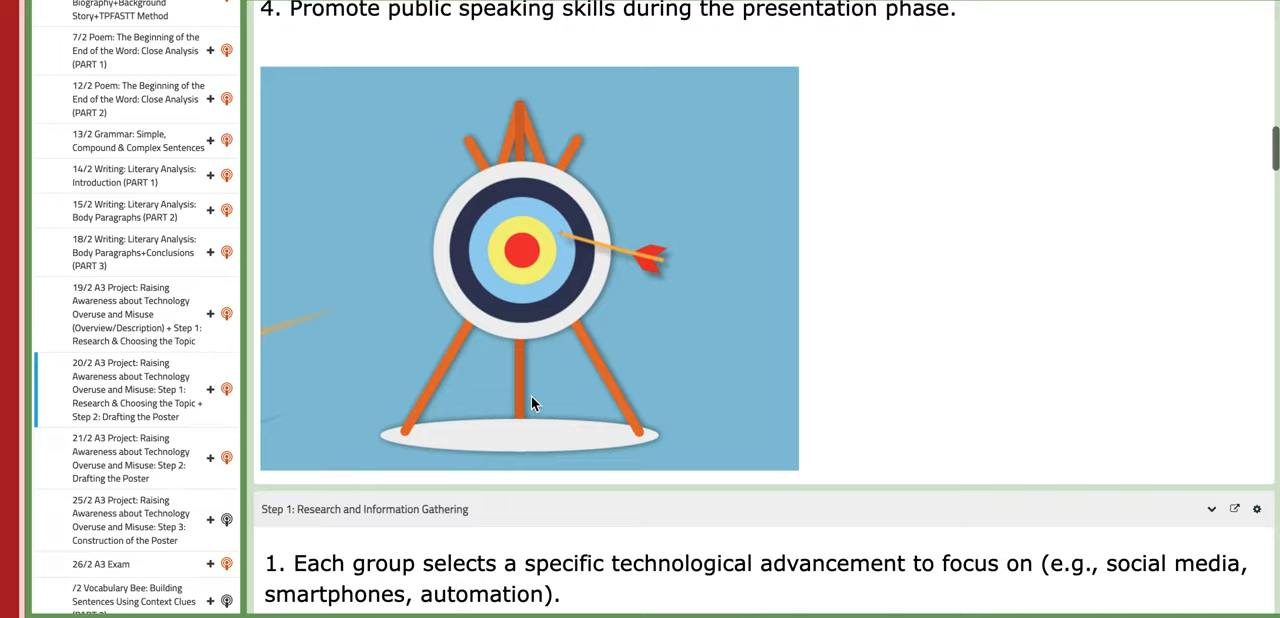 Biography+Background
Story+TPFASTT Method
7/2 Poem: The Beginning of the
End of the Word: Close Analysis
(PART 1)
12/2 Poem: The Beginning of the
End of the Word: Close Analysis
(PART 2)
13/2 Grammar: Simple,
Compound & Complex Sentences
14/2 Writing: Literary Analysis:
Introduction (PART 1)
15/2 Writing: Literary Analysis:
Body Paragraphs (PART 2)
18/2 Writing: Literary Analysis:
Body Paragraphs+Conclusions
(PART 3)
19/2 A3 Project: Raising
Awareness about Technology
Overuse and Misuse
(Overview/Description) + Step 1:
Research & Choosing the Topic
20/2 A3 Project: Raising
Awareness about Technology
Overuse and Misuse: Step 1:
Research & Choosing the Topic +
Step 2: Drafting the Poster
21/2 A3 Project: Raising
Awareness about Technology
Overuse and Misuse: Step 2:
Drafting the Poster
25/2 A3 Project: Raising
Awareness about Technology
Overuse and Misuse: Step 3:
Construction of the Poster
26/2 A3 Exam
/2 Vocabulary Bee: Building
Sentences Using Context Clues
4. Promote public speaking skills during the presentation phase.
Step 1: Research and Information Gathering
1. Each group selects a specific technological advancement to focus on (e.g., social media,
smartphones, automation).